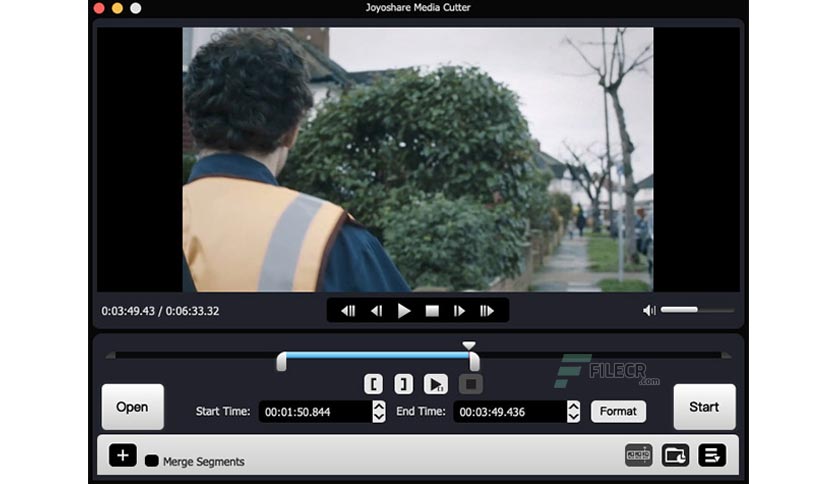 Joyoshare Media Cutter
0:03:49.43 / 0:06:33.32
FILECR
.com
Open
Start Time: 00:01:50.844 End Time: 00:03:49.436 Format
Start
Merge Segments